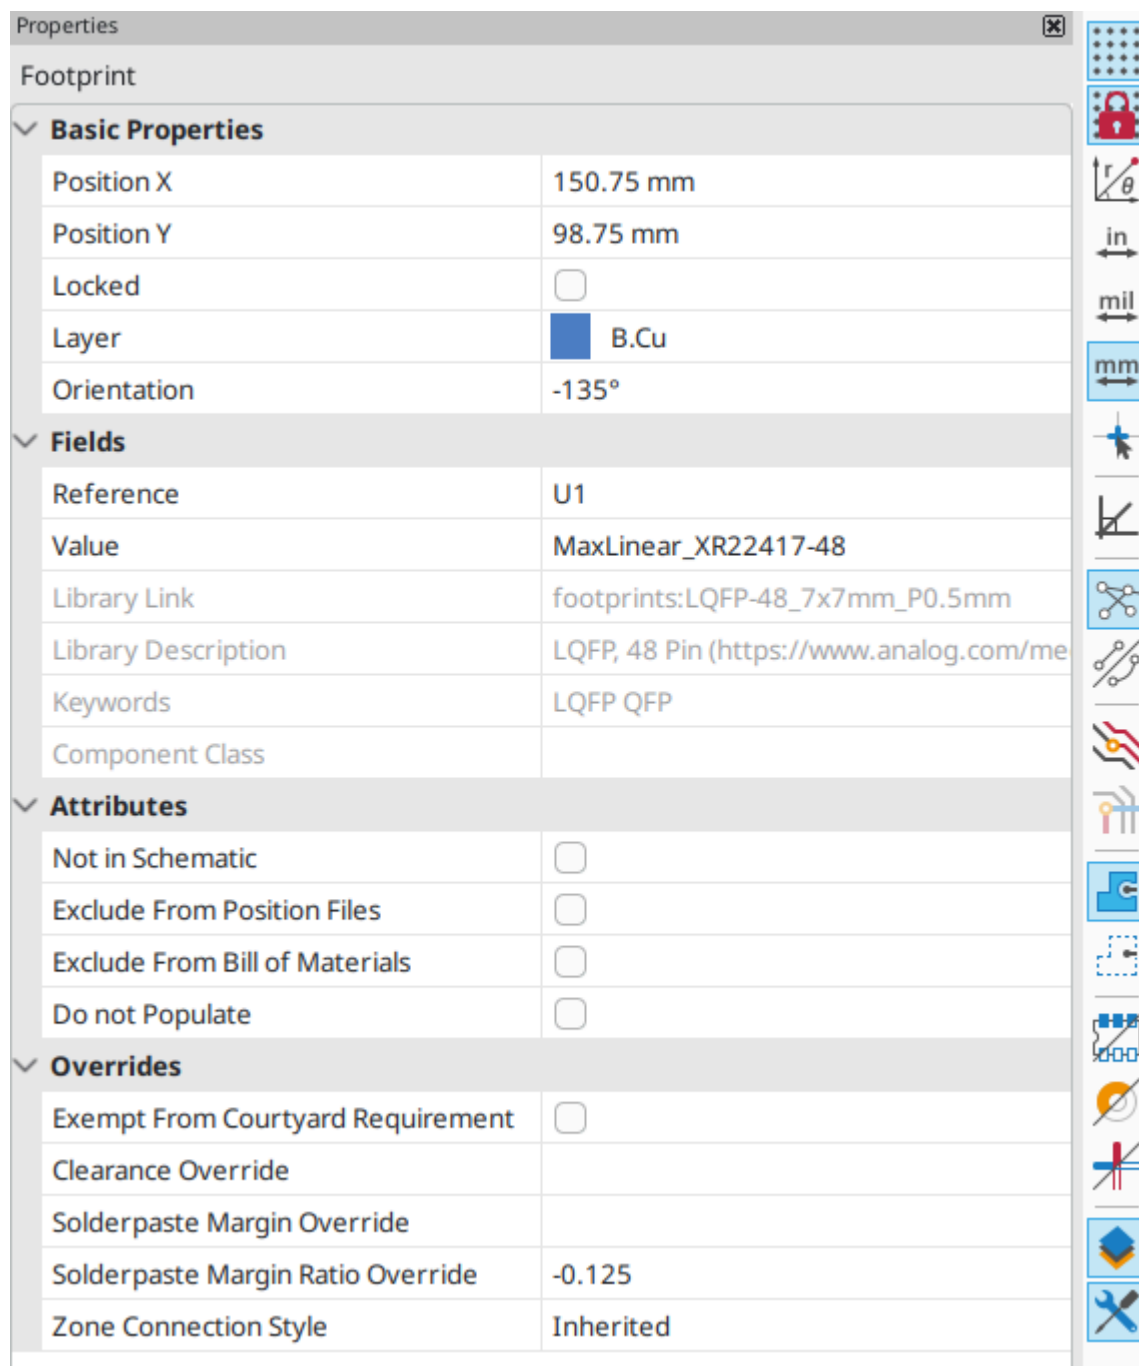 Properties
Footprint
Basic Properties
Position X 150.75 mm
Position Y 98.75 mm
Locked
Layer B.Cu
Orientation -135°
Fields
Reference U1
Value MaxLinear_XR22417-48
Library Link footprints:LQFP-48_7x7mm_P0.5mm
Library Description LQFP, 48 Pin (https://www.analog.com/me
Keywords LQFP QFP
Component Class
Attributes
Not in Schematic
Exclude From Position Files
Exclude From Bill of Materials
Do not Populate
Overrides
Exempt From Courtyard Requirement
Clearance Override
Solderpaste Margin Override
Solderpaste Margin Ratio Override -0.125
Zone Connection Style Inherited
r θ
in
mil
mm